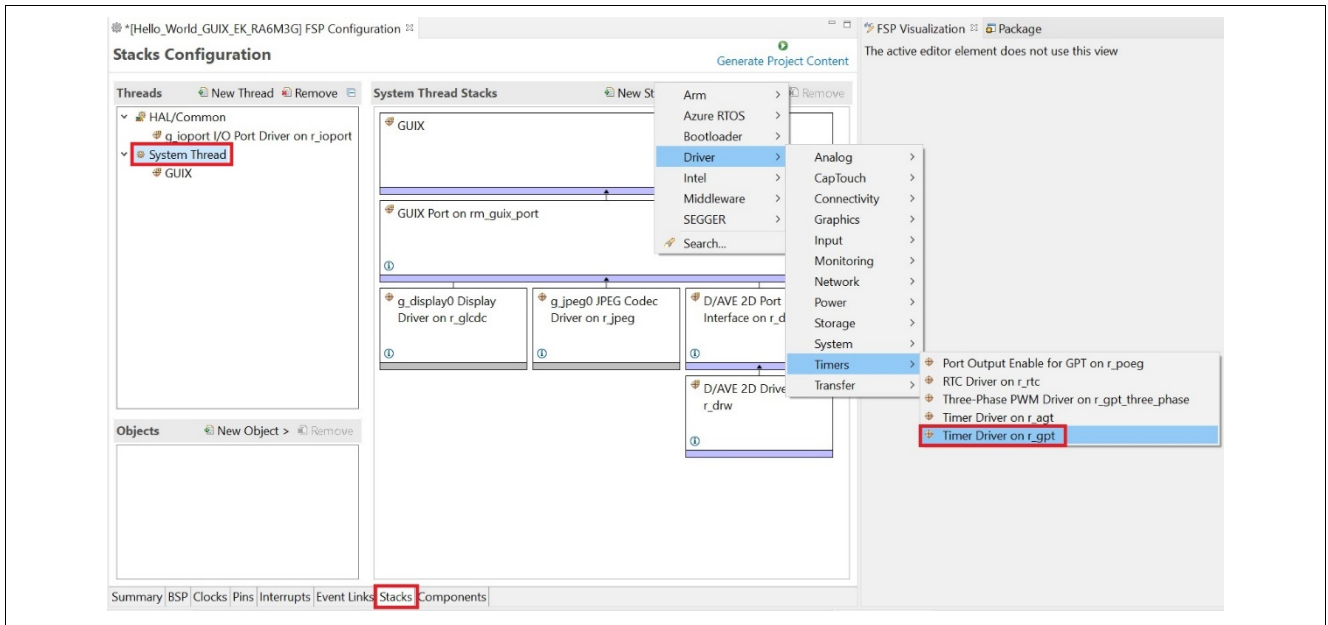 *[Hello_World_GUIX_EK_RA6M3G] FSP Configuration
Stacks Configuration
Generate Project Content
Threads New Thread Remove
HAL/Common
g_ioport I/O Port Driver on r_ioport
System Thread
GUIX
Objects New Object > Remove
System Thread Stacks New St Remove
GUIX
GUIX Port on rm_guix_port
g_display0 Display
Driver on r_glcdc
g_jpeg0 JPEG Codec
Driver on r_jpeg
D/AVE 2D Port
Interface on r_d
D/AVE 2D Drive
r_drw
Arm
Azure RTOS
Bootloader
Driver
Intel
Middleware
SEGGER
Search...
Analog
CapTouch
Connectivity
Graphics
Input
Monitoring
Network
Power
Storage
System
Timers
Transfer
Port Output Enable for GPT on r_poeg
RTC Driver on r_rtc
Three-Phase PWM Driver on r_gpt_three_phase
Timer Driver on r_agt
Timer Driver on r_gpt
Summary BSP Clocks Pins Interrupts Event Links Stacks Components
FSP Visualization Package
The active editor element does not use this view